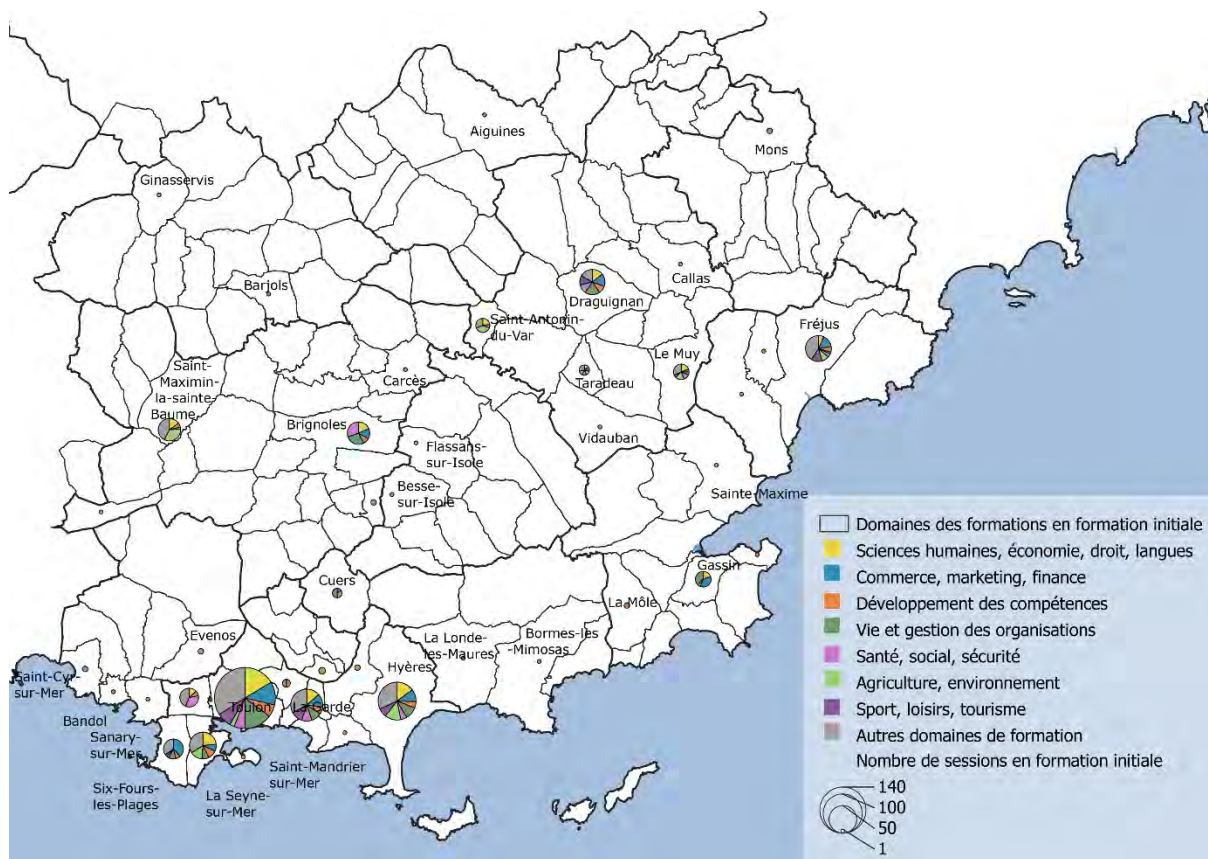 Aiguines
Mons
Ginasservis
Barjols
Callas
Draguignan
Saint-Antonin-
du-Var
Fréjus
Saint-
Maximin-
la-sainte-
Baume
Carcès
Taradeau
Le Muy
Brignoles
Vidauban
Flassans-
sur-Isole
Besse-
sur-Isole
Sainte-Maxime
Cuers
Gassin
La Môle
Evenos
La Londe-
les-Maures
Bormes-les
-Mimosas
Hyères
Saint-Cyr-
sur-Mer
Toulon
La Garde
Bandol
Sanary-
sur-Mer
Saint-Mandrier
sur-Mer
Six-Fours-
les-Plages
La Seyne-
sur-Mer
Domaines des formations en formation initiale
Sciences humaines, économie, droit, langues
Commerce, marketing, finance
Développement des compétences
Vie et gestion des organisations
Santé, social, sécurité
Agriculture, environnement
Sport, loisirs, tourisme
Autres domaines de formation
Nombre de sessions en formation initiale
140
100
50
1